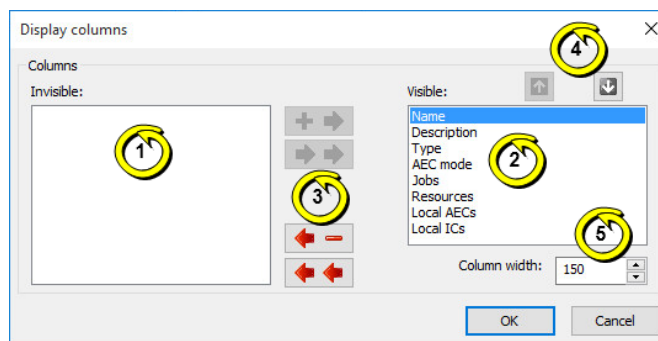 Display columns
4
Columns
Invisible:
Visible:
1
2
3
Name
Description
Type
AEC mode
Jobs
Resources
Local AECs
Local ICs
5
Column width:
150
OK
Cancel